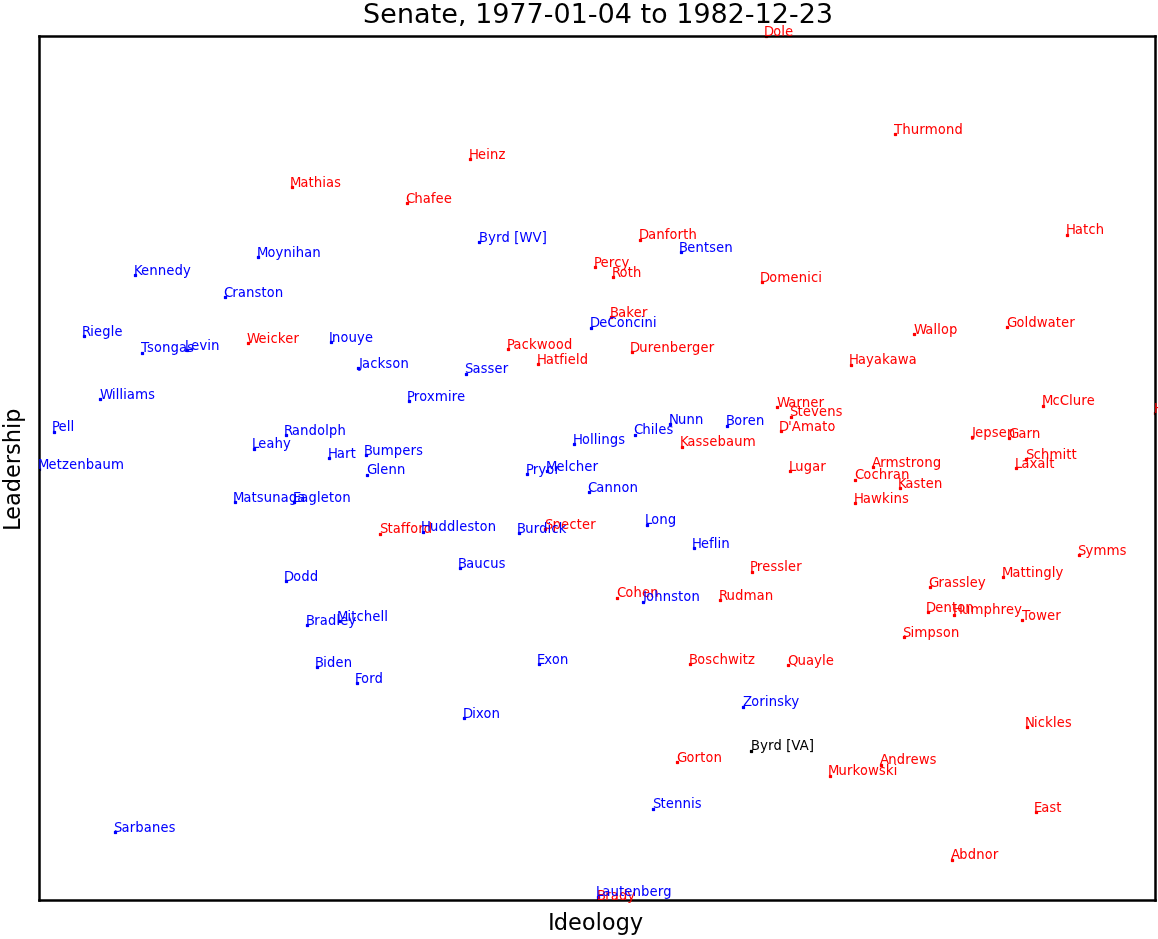 Senate, 1977-01-04 to 1982-12-23
Dole
Thurmond
Heinz
Mathias
Chafee
Hatch
Danforth
Byrd [WV]
Bentsen
Moynihan
Percy
Kennedy
Roth
Domenici
Cranston
Baker
DeConcini
Goldwater
Wallop
Riegle
Weicker
Inouye
Packwood
Levin
Tsongas
Durenberger
Hatfield
Hayakawa
Jackson
Sasser
Williams
Proxmire
McClure
Warner
Stevens
Nunn
Boren
Pell
D'Amato
Randolph
Chiles
Jepsen
Garn
Leahy
Hollings
Kassebaum
Bumpers
Hart
Schmitt
Metzenbaum
Armstrong
Laxalt
Glenn
Pryor
Melcher
Lugar
Cochran
Kasten
Cannon
Matsunaga
Eagleton
Hawkins
Long
Stafford
Huddleston
Burdick
Specter
Heflin
Symms
Baucus
Pressler
Mattingly
Dodd
Grassley
Cohen
Johnston
Rudman
Denton
Humphrey
Tower
Bradley
Mitchell
Simpson
Biden
Exon
Boschwitz
Quayle
Ford
Zorinsky
Dixon
Nickles
Byrd [VA]
Gorton
Andrews
Murkowski
Stennis
East
Sarbanes
Abdnor
Lautenberg
Brady
Leadership
Ideology